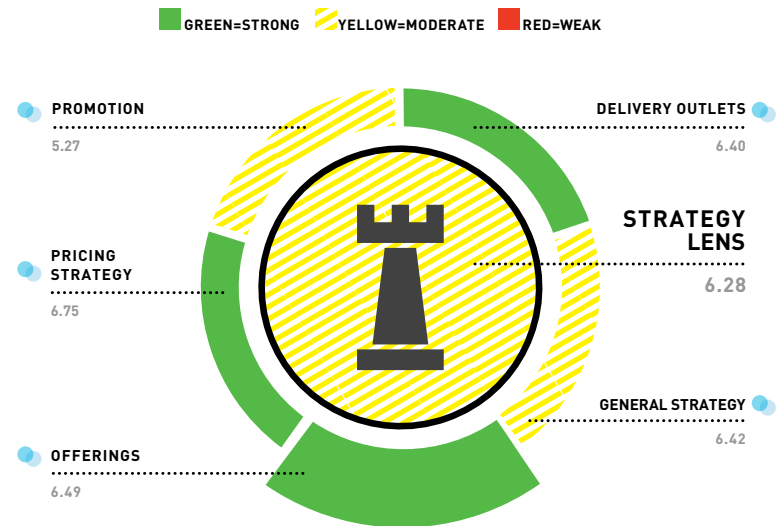 GREEN=STRONG YELLOW=MODERATE RED=WEAK
PROMOTION
5.27
DELIVERY OUTLETS
6.40
STRATEGY
LENS
6.28
PRICING
STRATEGY
6.75
GENERAL STRATEGY
6.42
OFFERINGS
6.49